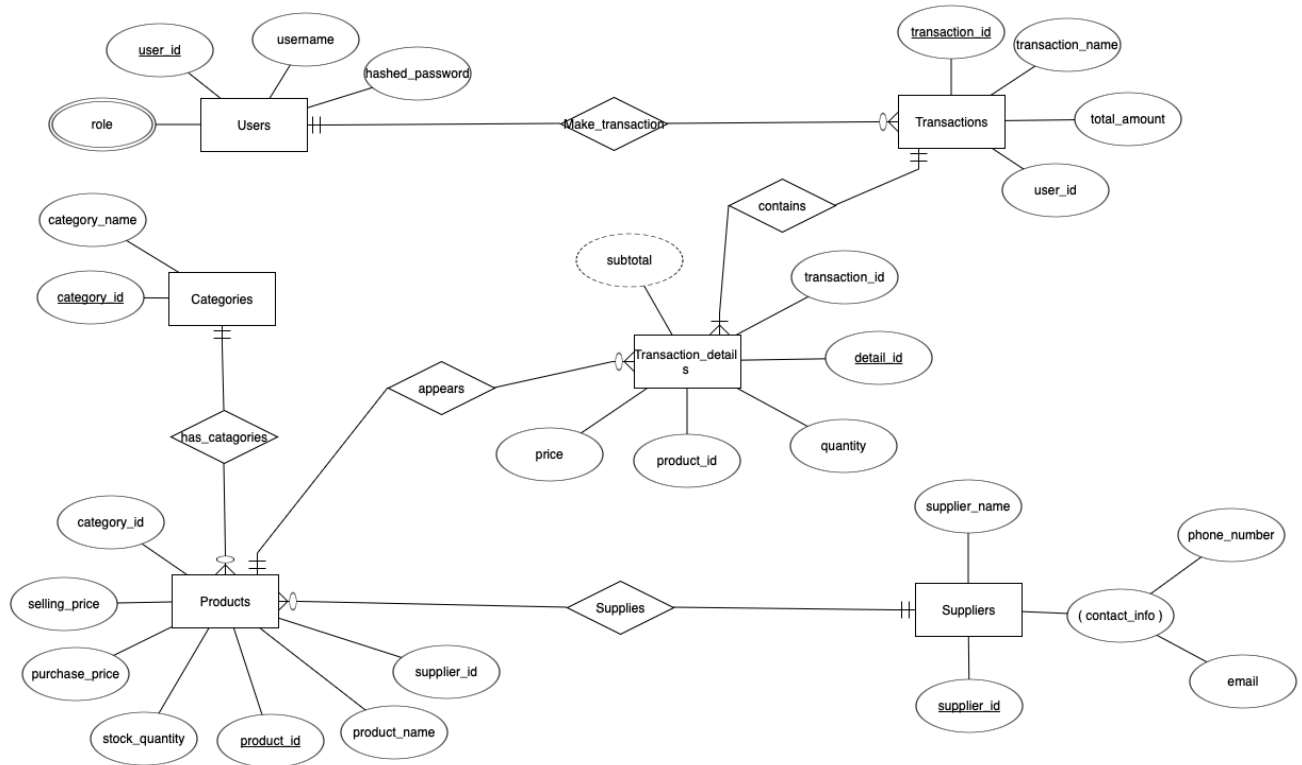 transaction_id
username
user_id
transaction_name
hashed_password
role
Users
Make_transaction
Transactions
total_amount
user_id
contains
category_name
subtotal
transaction_id
category_id
Categories
Transaction_detail
s
detail_id
appears
has_catagories
price
product_id
quantity
supplier_name
category_id
phone_number
selling_price
Products
Supplies
Suppliers
( contact_info )
purchase_price
supplier_id
email
supplier_id
stock_quantity
product_id
product_name